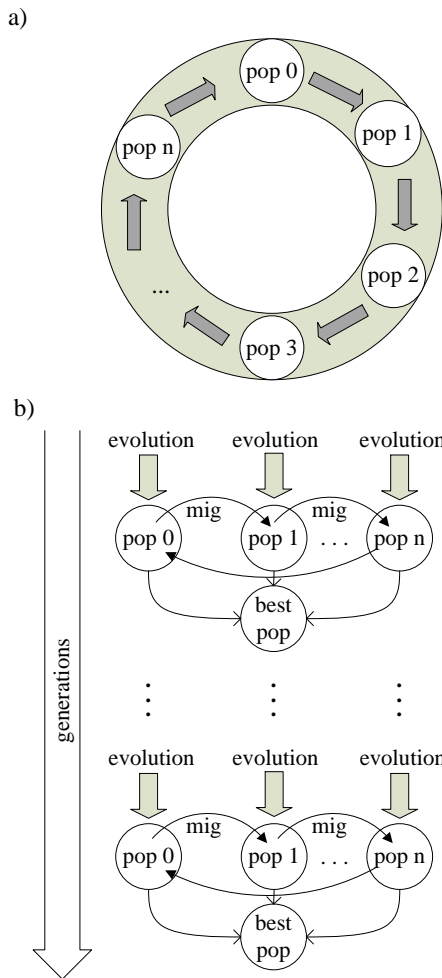 a)
pop 0
pop 1
pop n
pop 2
...
pop 3
b)
evolution evolution evolution
mig mig
pop 0 pop 1 . . . pop n
best
pop
generations
evolution evolution evolution
mig mig
pop 0 pop 1 . . . pop n
best
pop